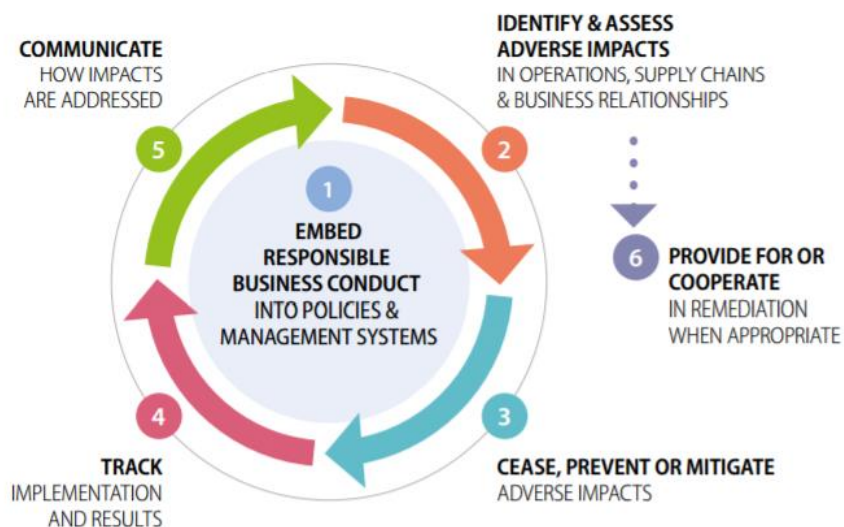 1
EMBED
RESPONSIBLE
BUSINESS CONDUCT
INTO POLICIES &
MANAGEMENT SYSTEMS
2
IDENTIFY & ASSESS
ADVERSE IMPACTS
IN OPERATIONS, SUPPLY CHAINS
& BUSINESS RELATIONSHIPS
3
CEASE, PREVENT OR MITIGATE
ADVERSE IMPACTS
4
TRACK
IMPLEMENTATION
AND RESULTS
5
COMMUNICATE
HOW IMPACTS
ARE ADDRESSED
6
PROVIDE FOR OR
COOPERATE
IN REMEDIATION
WHEN APPROPRIATE